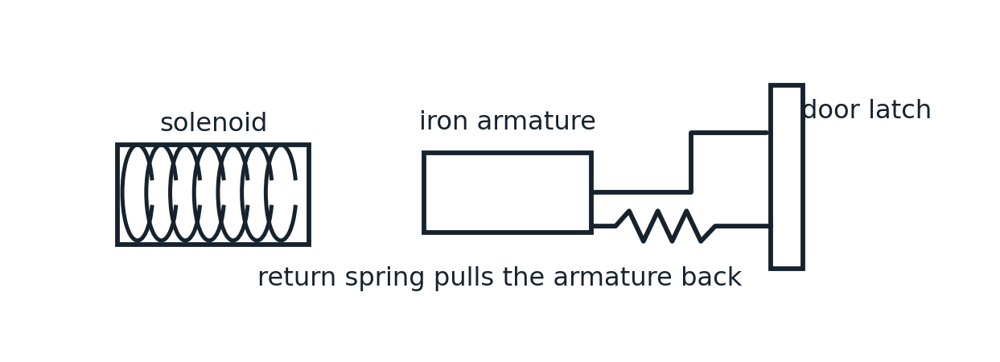 solenoid
iron armature
door latch
return spring pulls the armature back